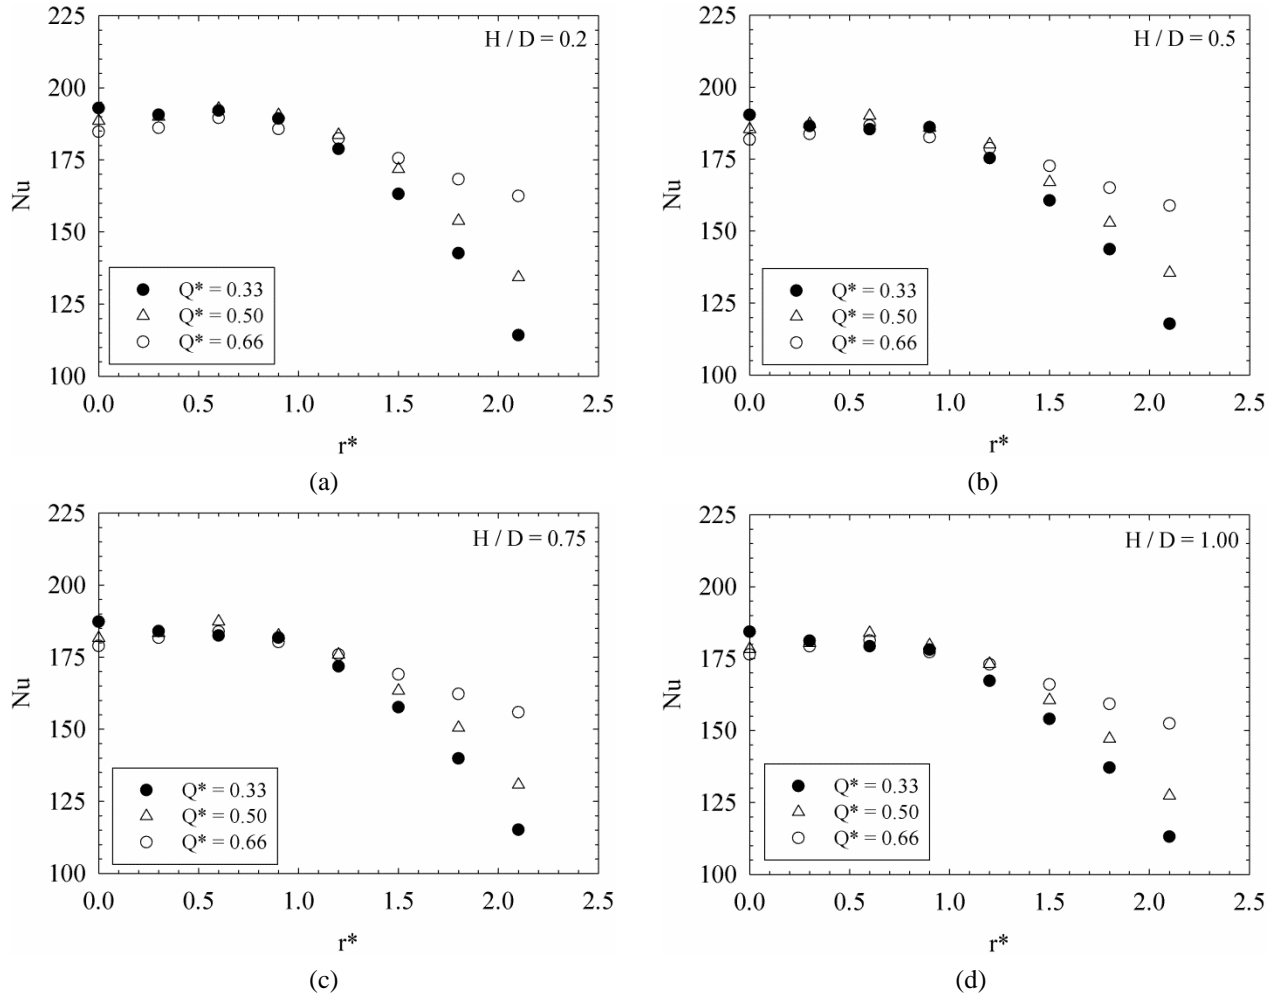 225
200
175
150
125
100
Nu
H / D = 0.2
Q* = 0.33
Q* = 0.50
Q* = 0.66
0.0 0.5 1.0 1.5 2.0 2.5
r*
(a)
225
200
175
150
125
100
Nu
H / D = 0.5
Q* = 0.33
Q* = 0.50
Q* = 0.66
0.0 0.5 1.0 1.5 2.0 2.5
r*
(b)
225
200
175
150
125
100
Nu
H / D = 0.75
Q* = 0.33
Q* = 0.50
Q* = 0.66
0.0 0.5 1.0 1.5 2.0 2.5
r*
(c)
225
200
175
150
125
100
Nu
H / D = 1.00
Q* = 0.33
Q* = 0.50
Q* = 0.66
0.0 0.5 1.0 1.5 2.0 2.5
r*
(d)